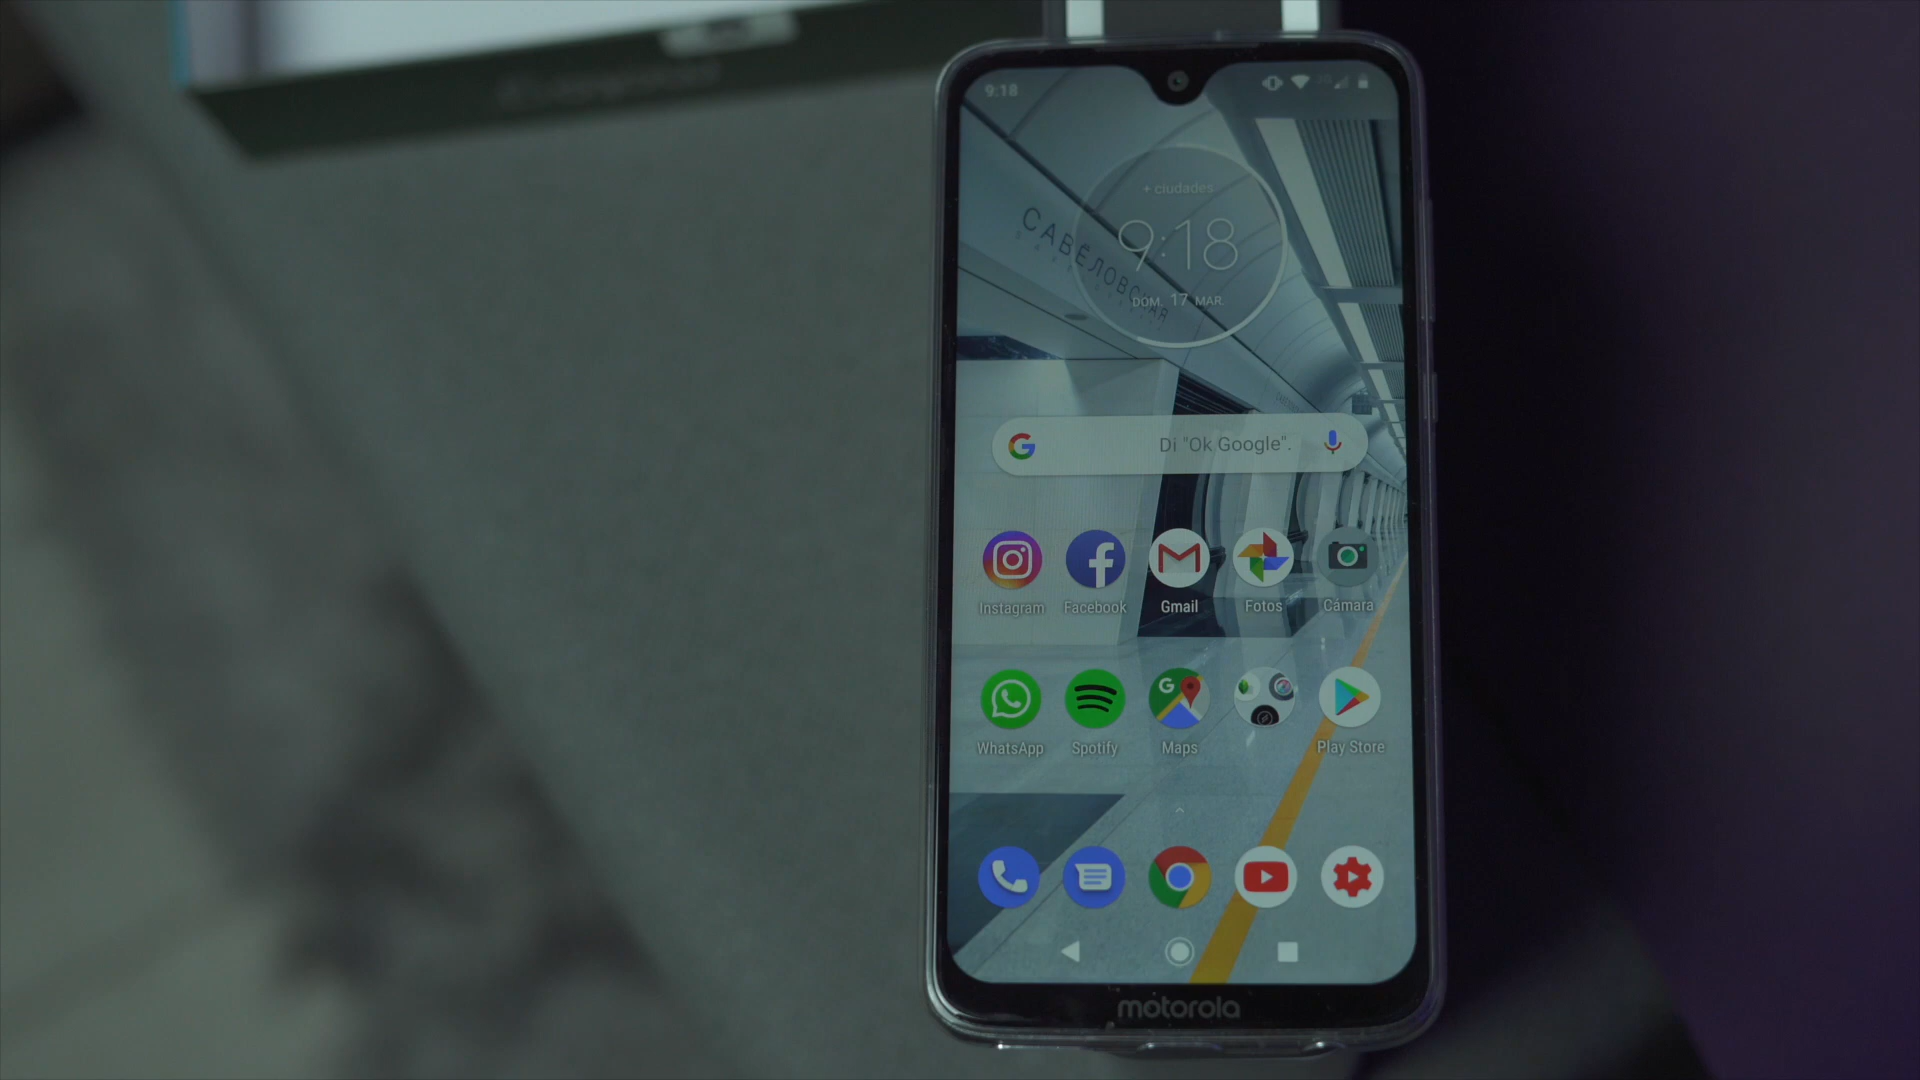 9:18
+ ciudades
9:18
DOM. 17 MAR.
САВЁЛОВСКАЯ
Di "Ok Google".
Instagram
Facebook
Gmail
Fotos
Cámara
WhatsApp
Spotify
Maps
Play Store
motorola